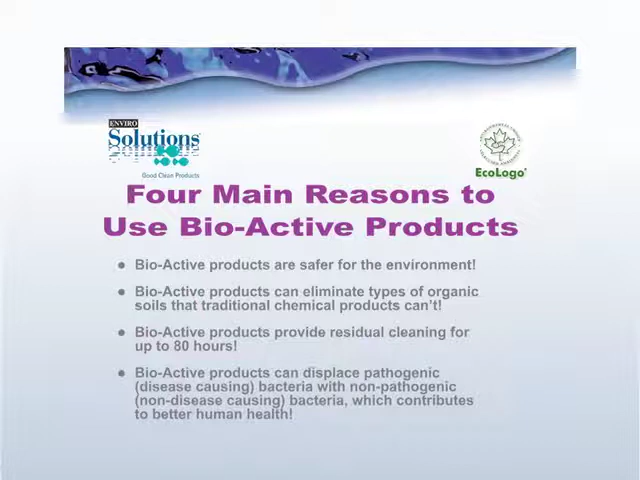 ENVIRO
Solutions
Good Clean Products
EcoLogo
Four Main Reasons to
Use Bio-Active Products
● Bio-Active products are safer for the environment!
● Bio-Active products can eliminate types of organic
soils that traditional chemical products can't!
● Bio-Active products provide residual cleaning for
up to 80 hours!
● Bio-Active products can displace pathogenic
(disease causing) bacteria with non-pathogenic
(non-disease causing) bacteria, which contributes
to better human health!